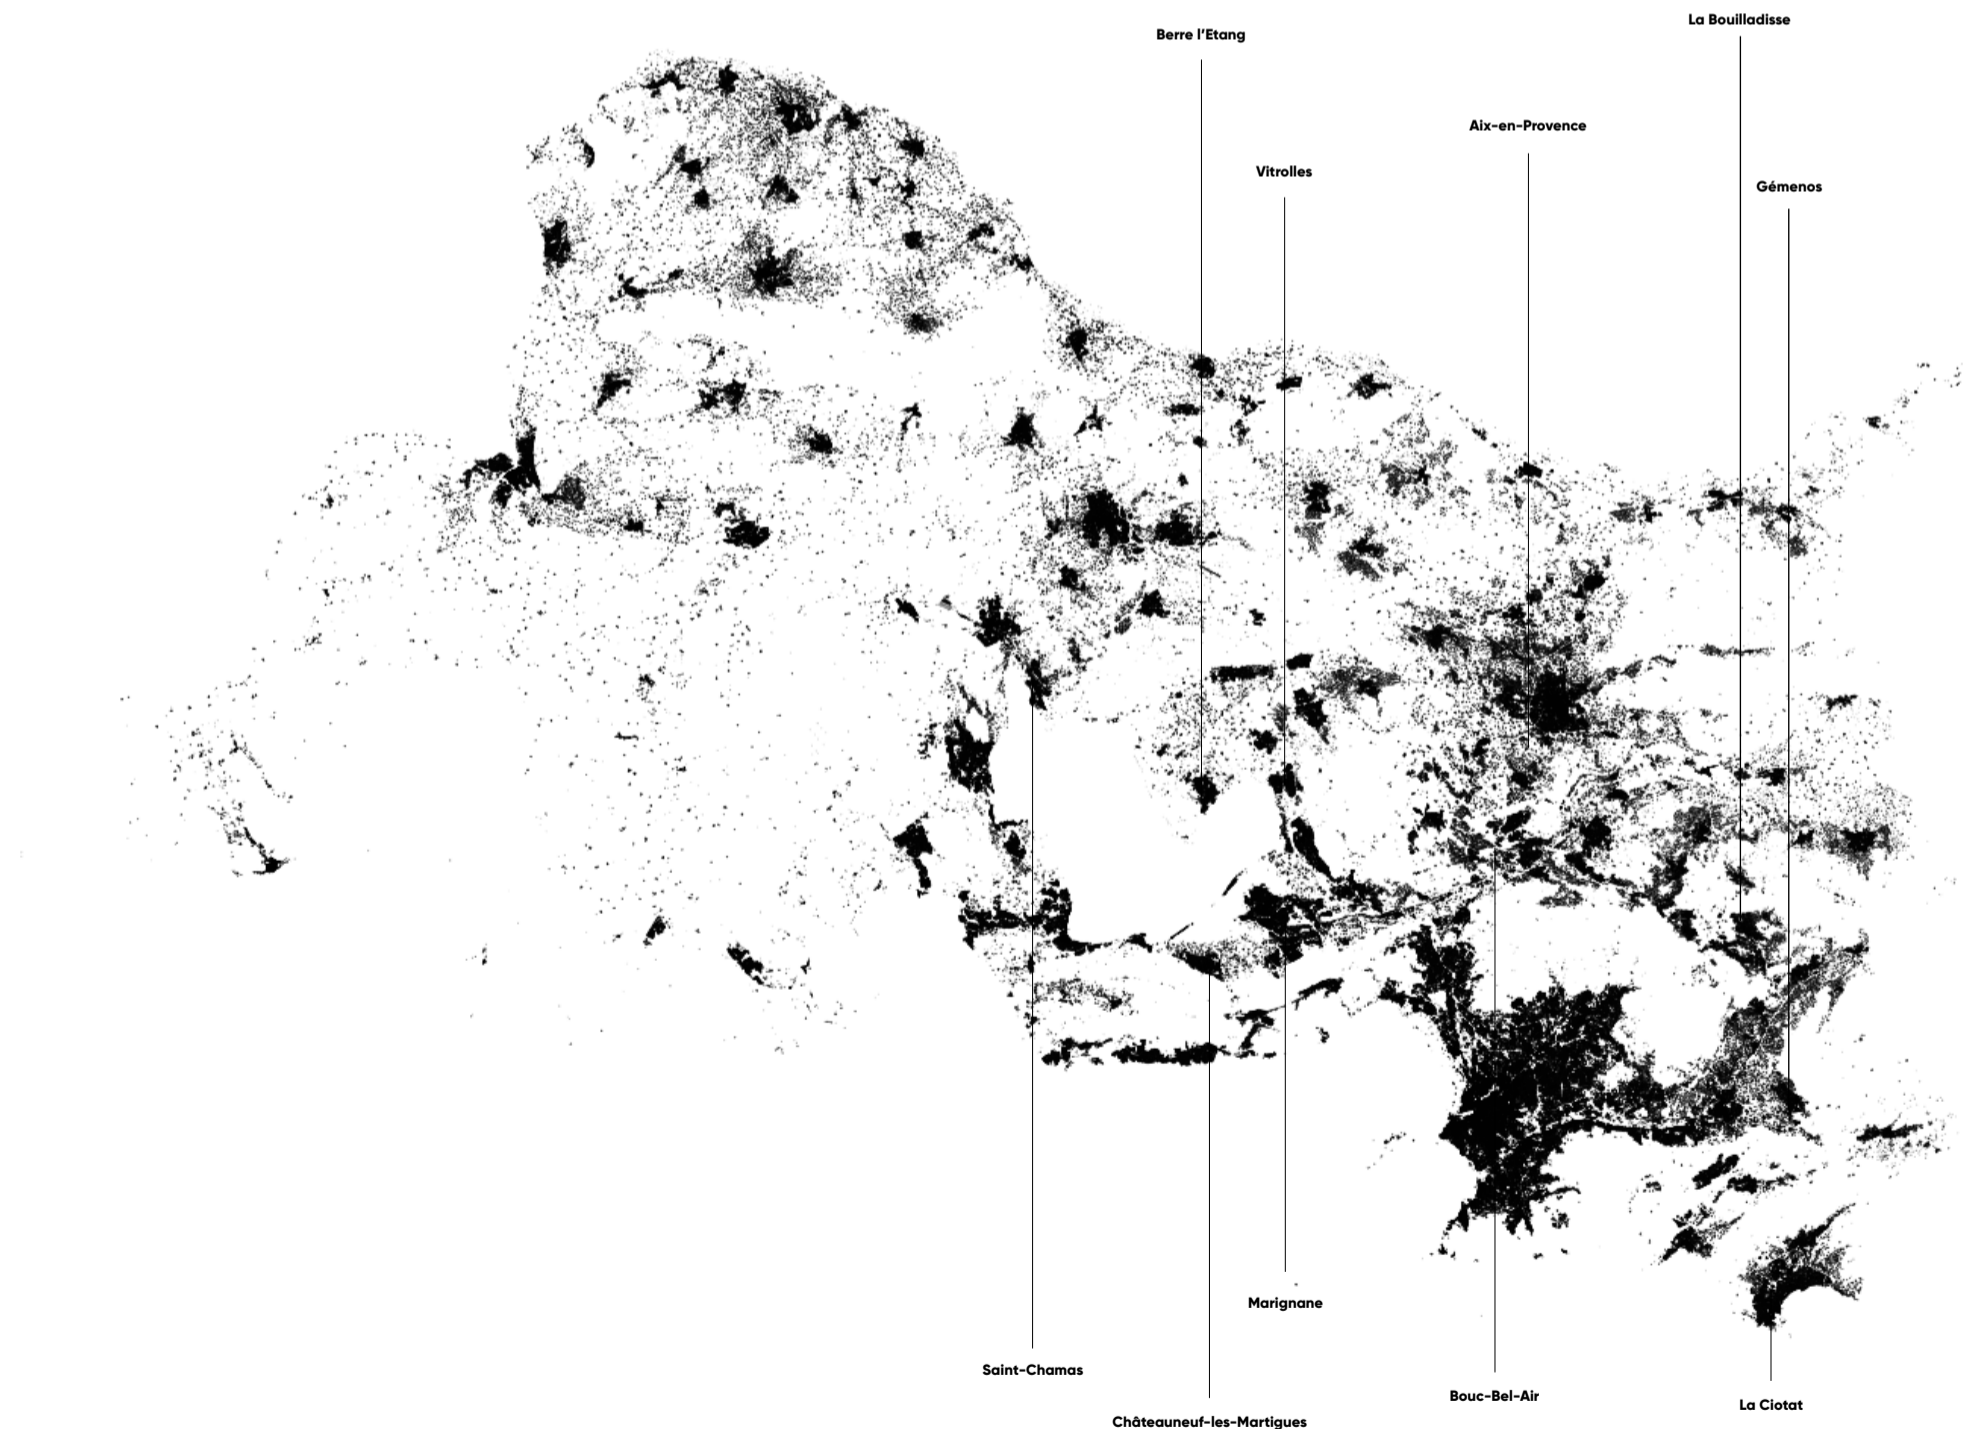 La Bouilladisse
Berre l’Etang
Aix-en-Provence
Vitrolles
Gémenos
Marignane
Saint-Chamas
Bouc-Bel-Air
La Ciotat
Châteauneuf-les-Martigues